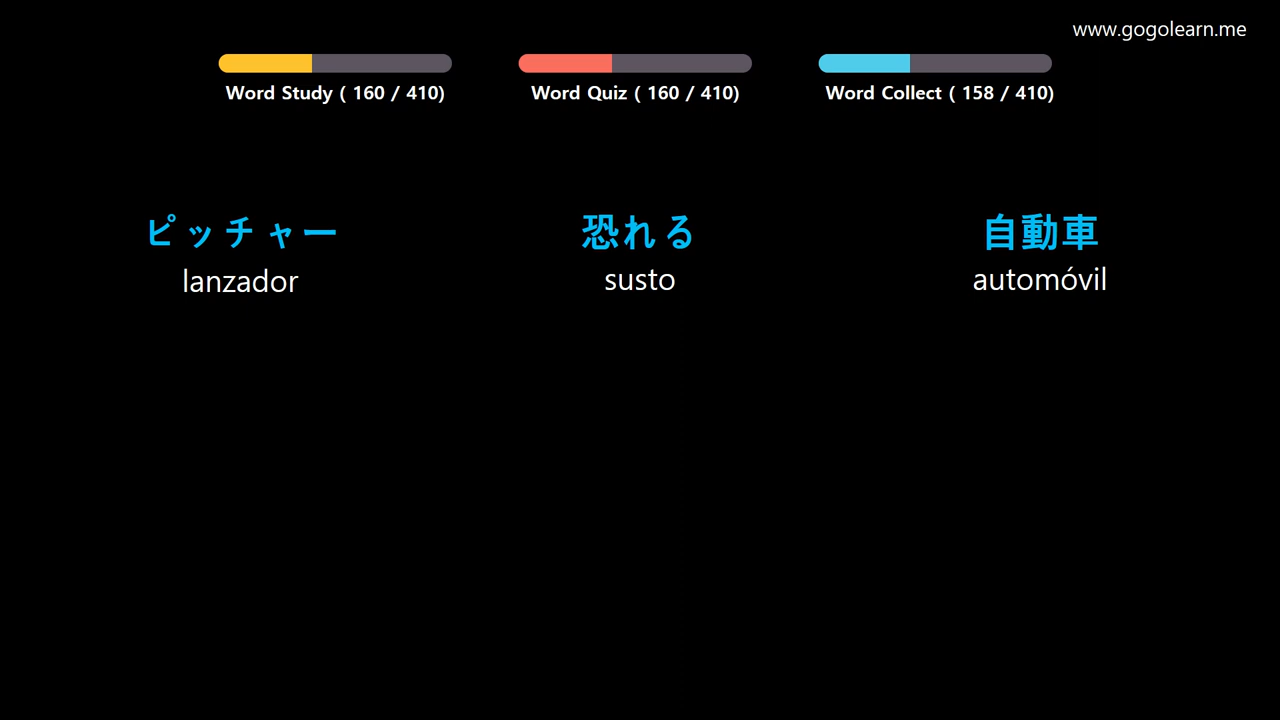 www.gogolearn.me
Word Study ( 160 / 410)
Word Quiz ( 160 / 410)
Word Collect ( 158 / 410)
ピッチャー
lanzador
恐れる
susto
自動車
automóvil